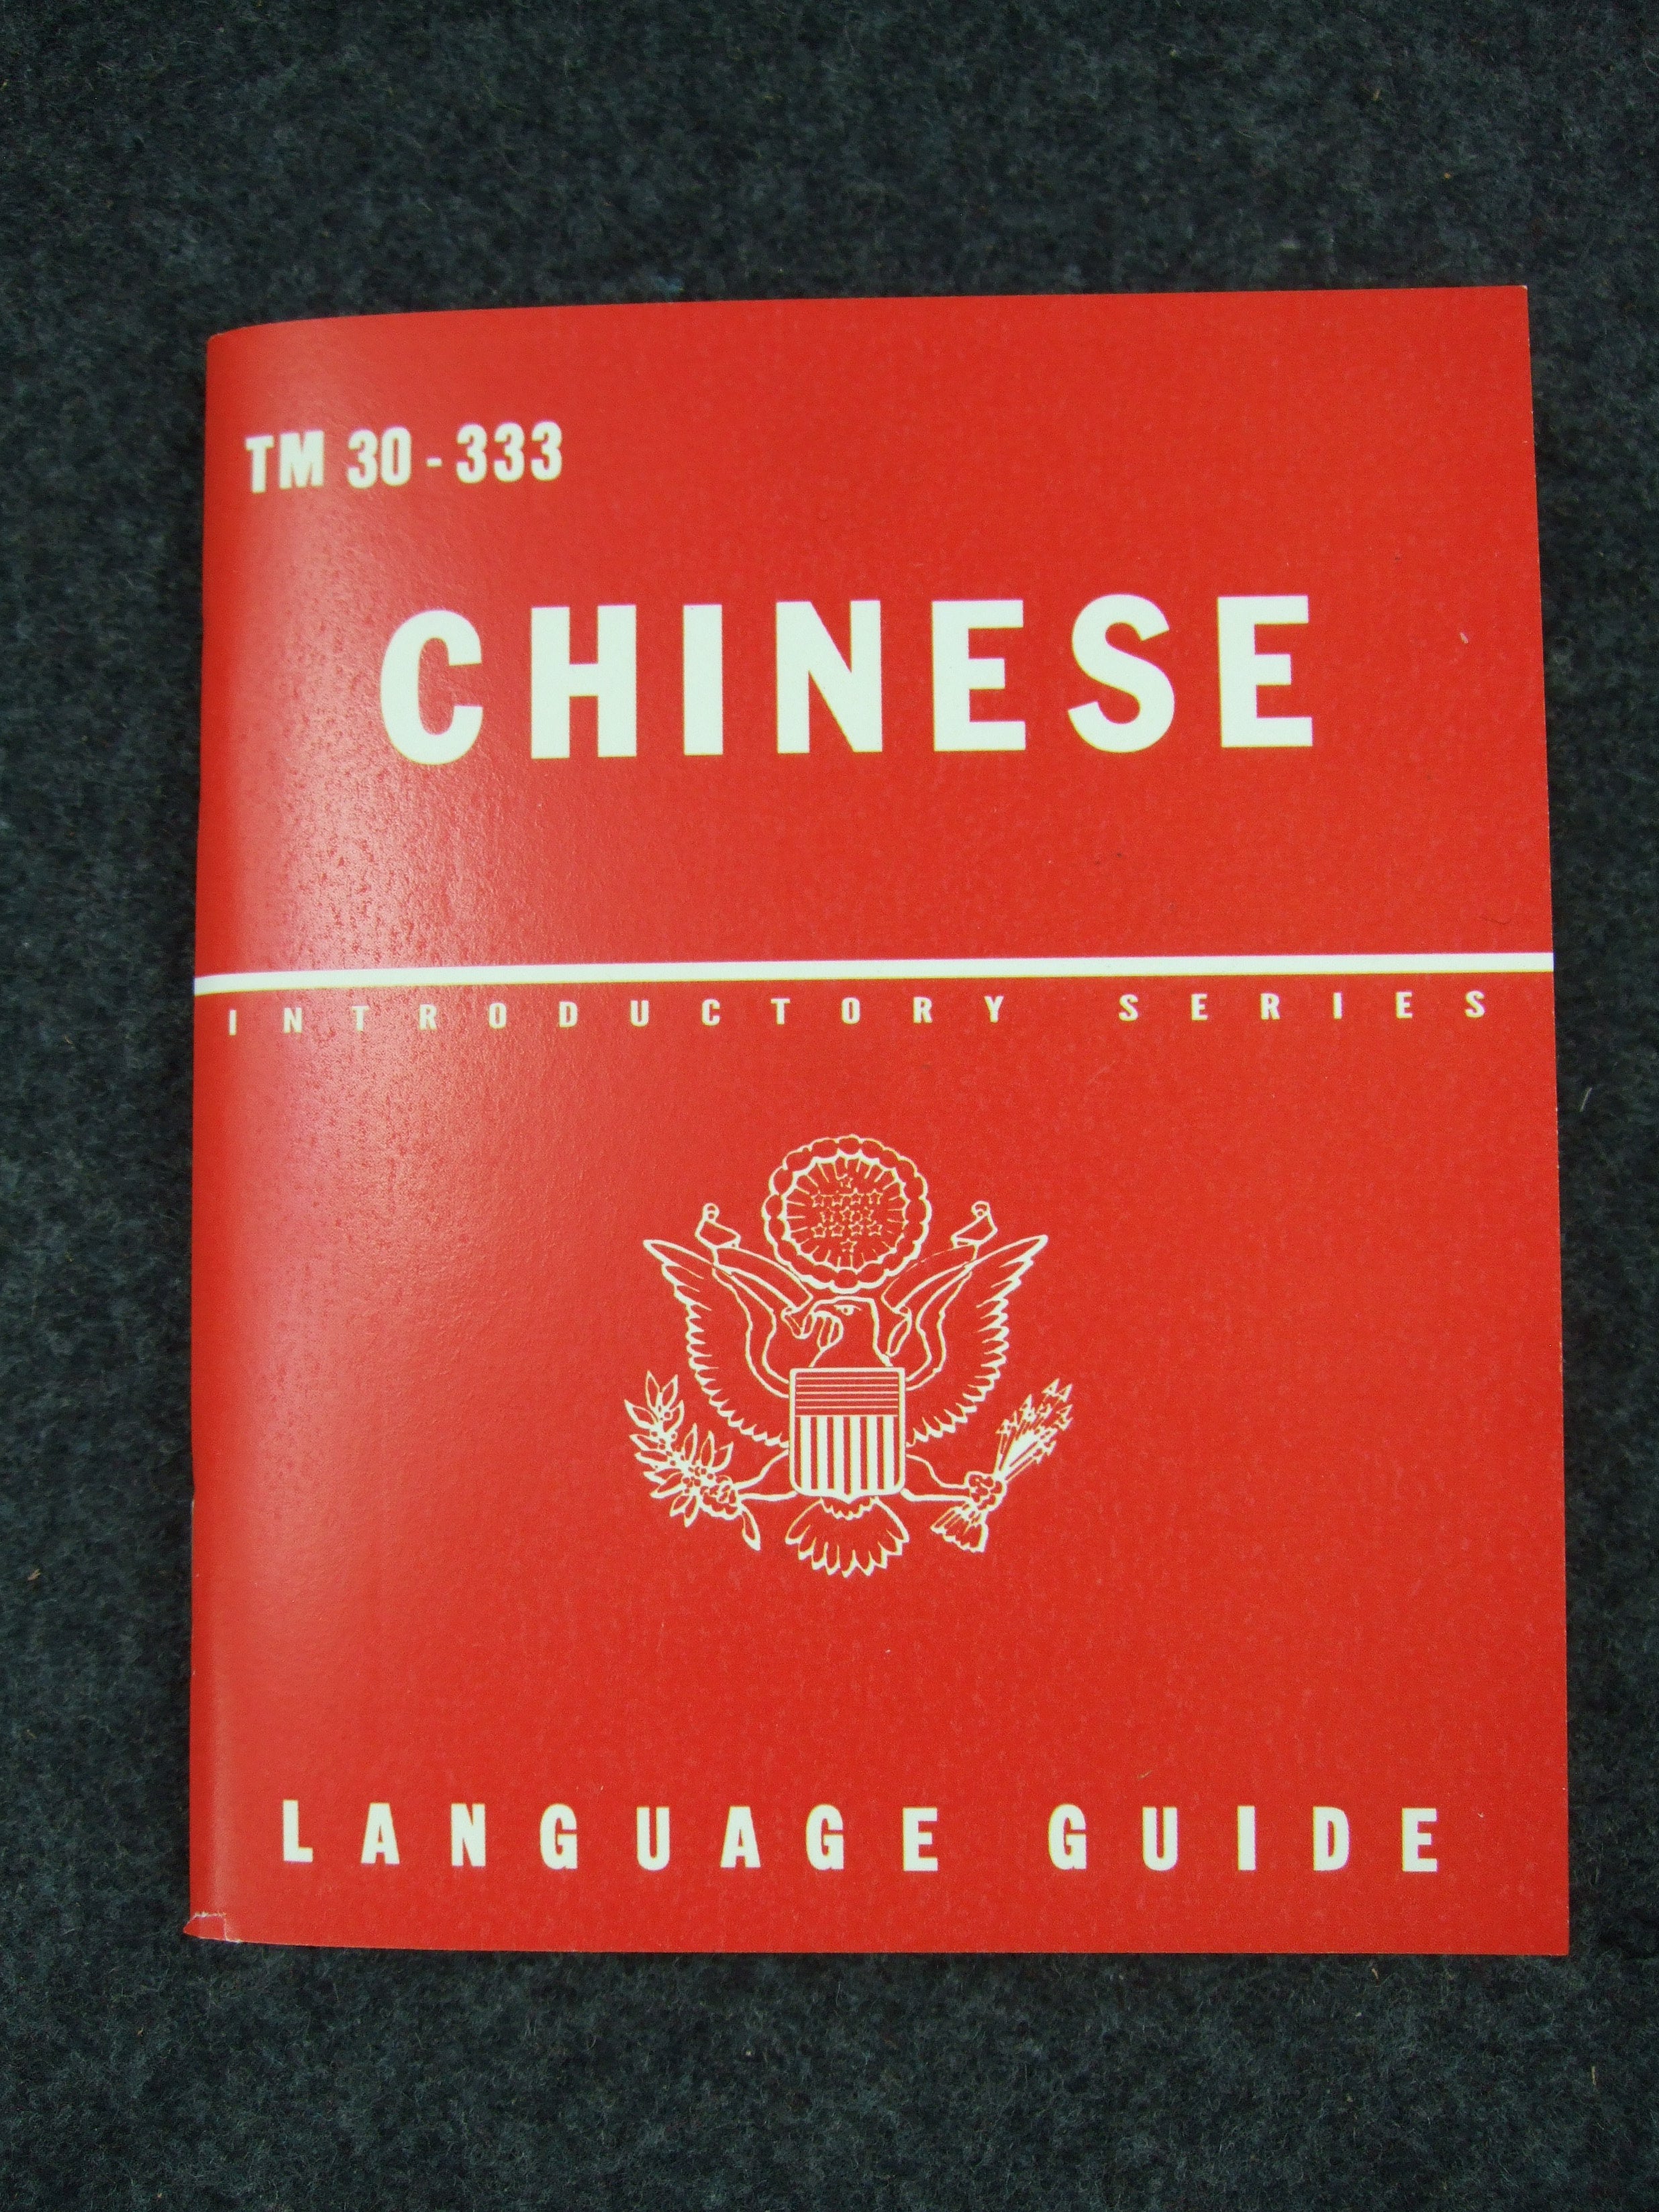 TM 30-333
CHINESE
INTRODUCTORY SERIES
LANGUAGE GUIDE